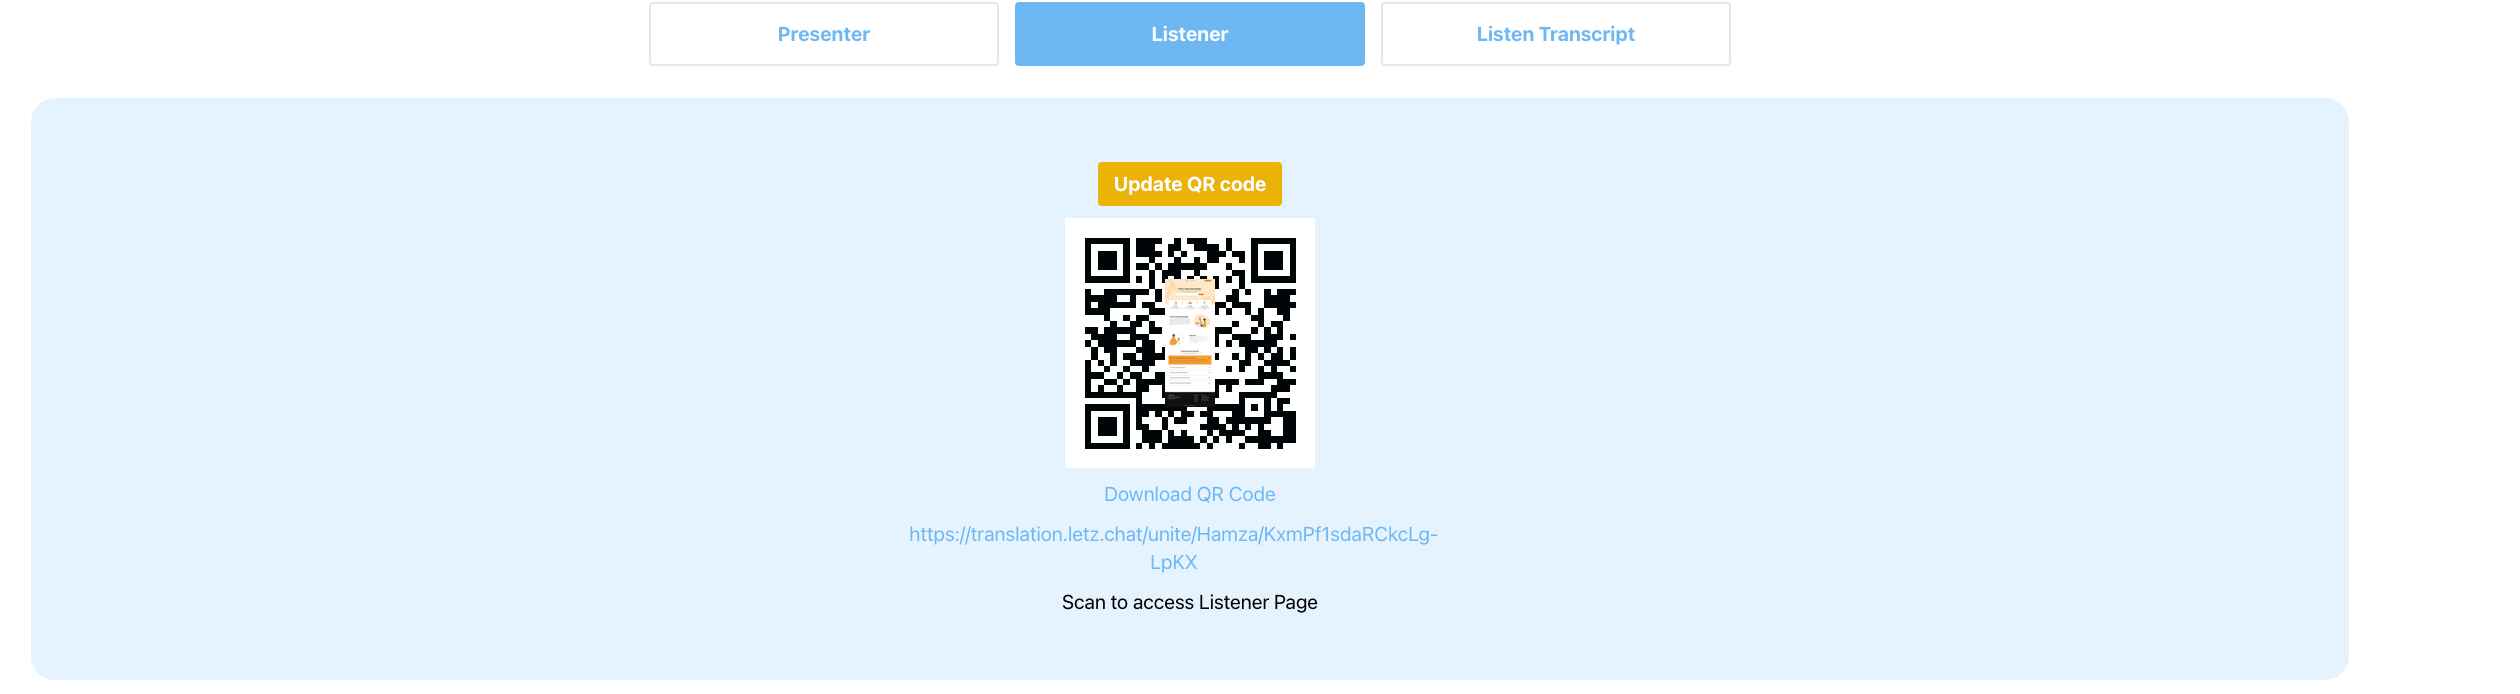 Presenter
Listener
Listen Transcript
Update QR code
Download QR Code
https://translation.letz.chat/unite/Hamza/KxmPf1sdaRCkcLg-
LpKX
Scan to access Listener Page